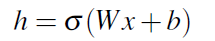 h = σ(Wx + b)